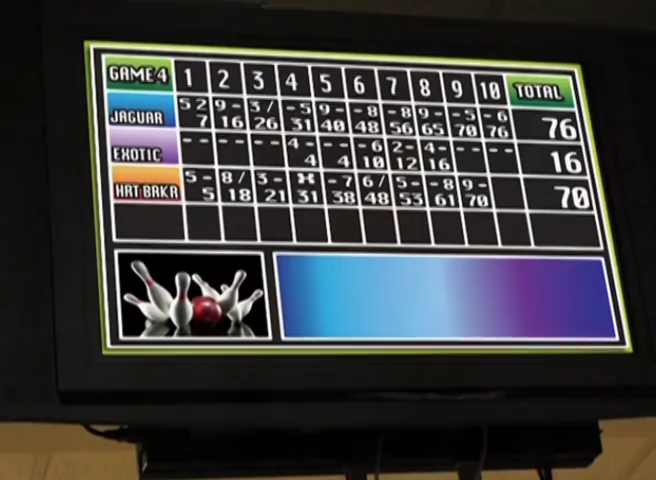 GAME 4 1 2 3 4 5 6 7 8 9 10 TOTAL
JAGUAR 5 2 9 - 3 / - 5 9 - - 8 - 8 9 - - 5 - 6 76
7 16 26 31 40 48 56 65 70 76
EXOTIC - - - - - - 4 - - - - 6 2 - 4 - - - - - 16
4 4 10 12 16
HRT BAKR 5 - 8 / 3 - - 7 6 / 5 - - 8 9 - 70
5 18 21 31 38 48 53 61 70